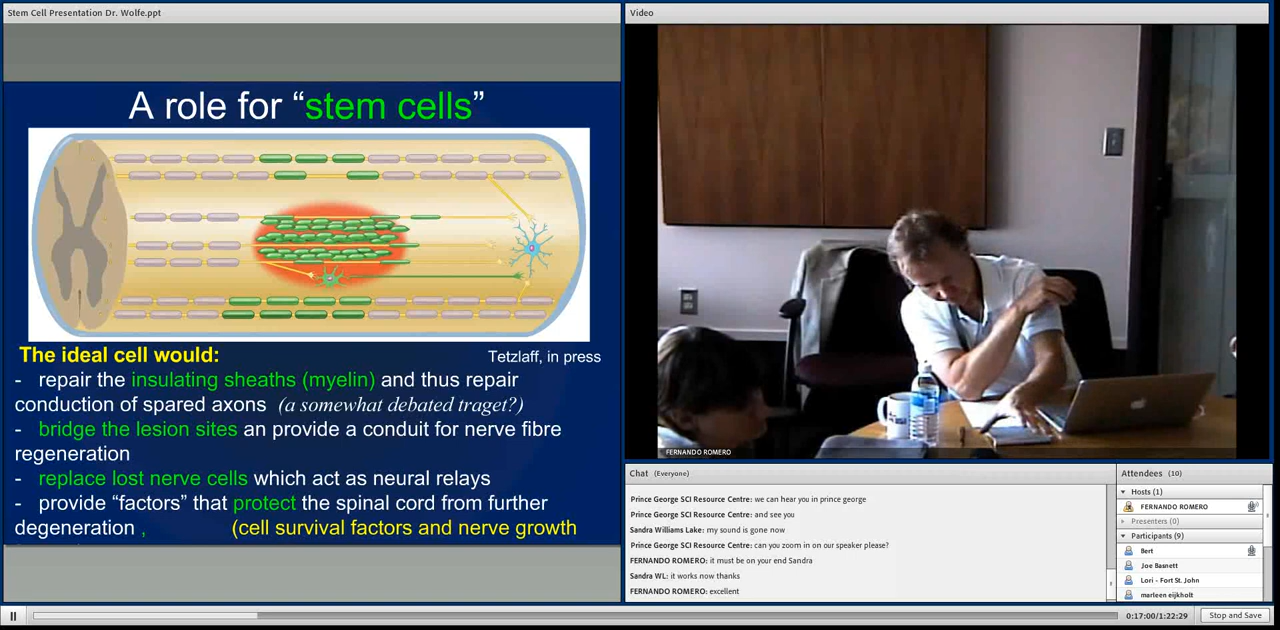 Stem Cell Presentation Dr. Wolfe.ppt
A role for “stem cells”
The ideal cell would:
Tetzlaff, in press
- repair the insulating sheaths (myelin) and thus repair
conduction of spared axons (a somewhat debated traget?)
- bridge the lesion sites an provide a conduit for nerve fibre
regeneration
- replace lost nerve cells which act as neural relays
- provide “factors” that protect the spinal cord from further
degeneration , (cell survival factors and nerve growth
Video
FERNANDO ROMERO
Chat (Everyone)
Prince George SCI Resource Centre: we can hear you in prince george
Prince George SCI Resource Centre: and see you
Sandra Williams Lake: my sound is gone now
Prince George SCI Resource Centre: can you zoom in on our speaker please?
FERNANDO ROMERO: it must be on your end Sandra
Sandra WL: it works now thanks
FERNANDO ROMERO: excellent
Attendees (10)
Hosts (1)
FERNANDO ROMERO
Presenters (0)
Participants (9)
Bert
Joe Basnett
Lori - Fort St. John
marleen eijkholt
0:17:00/1:22:29
Stop and Save